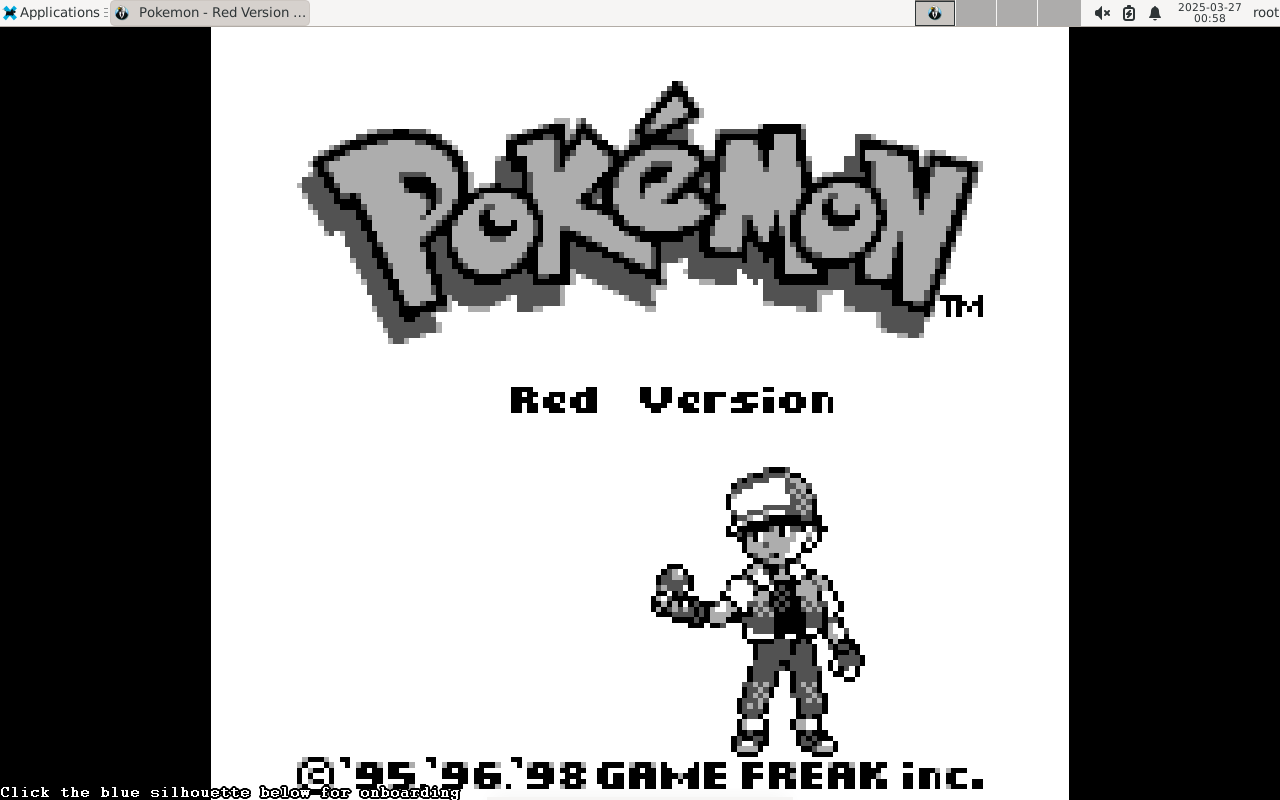 Applications
Pokemon - Red Version ...
2025-03-27
00:58
root
POKéMON
TM
Red Version
©'95.'96.'98 GAME FREAK inc.
Click the blue silhouette below for onboarding